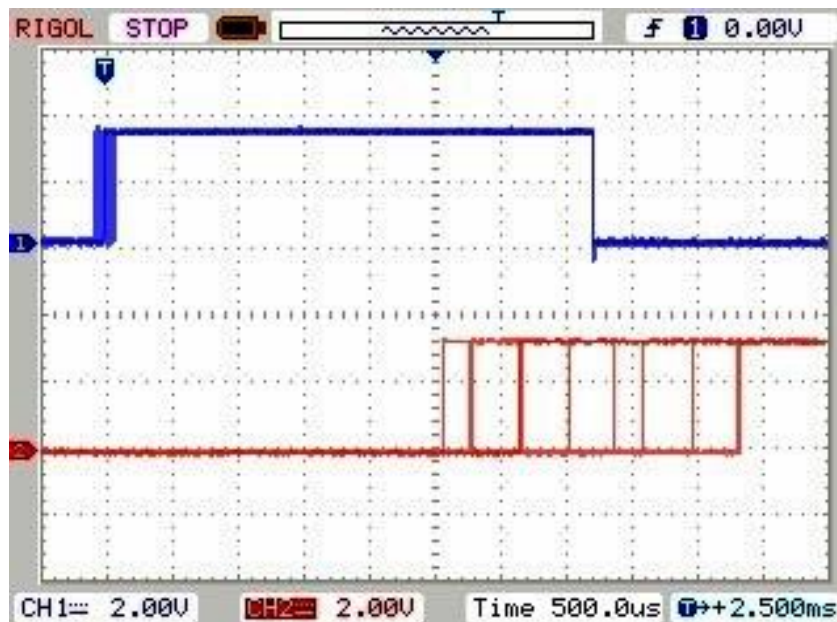 RIGOL STOP T 1 0.00V
T
1
2
CH1 2.00V CH2 2.00V Time 500.0us T→+2.500ms